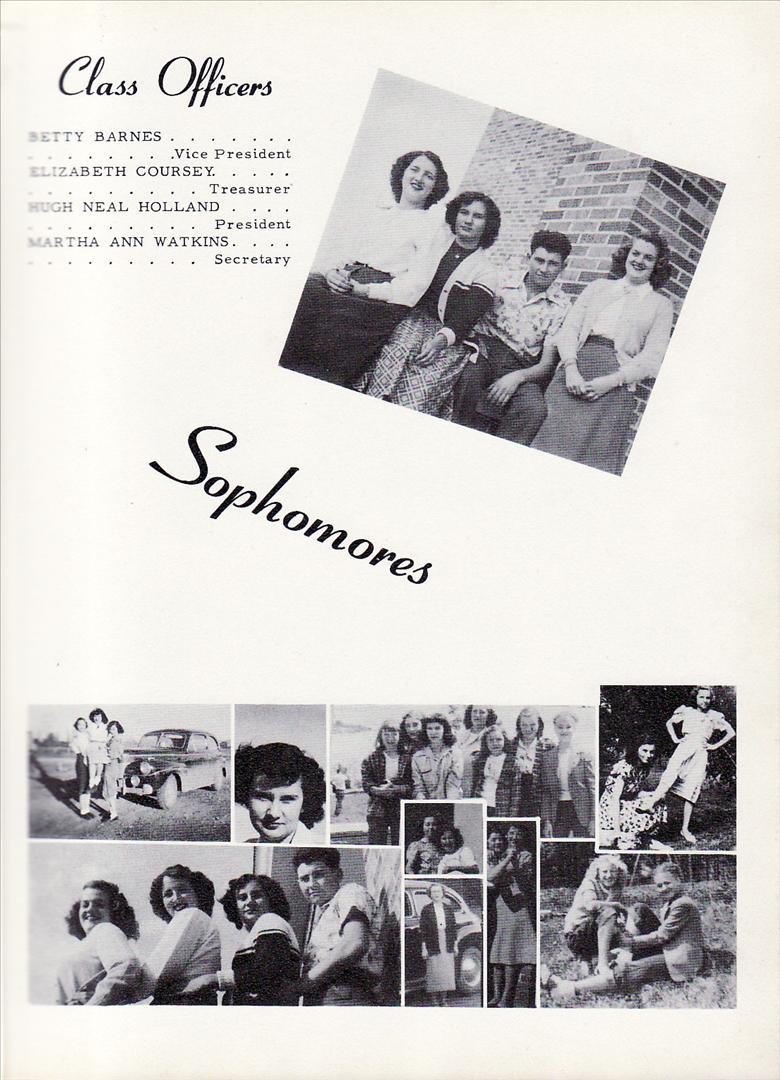 Class Officers
BETTY BARNES . . . . . . .
. . . . . . . .Vice President
ELIZABETH COURSEY. . . . .
. . . . . . . . . Treasurer
HUGH NEAL HOLLAND . . . .
. . . . . . . . . President
MARTHA ANN WATKINS. . . .
. . . . . . . . . Secretary
Sophomores